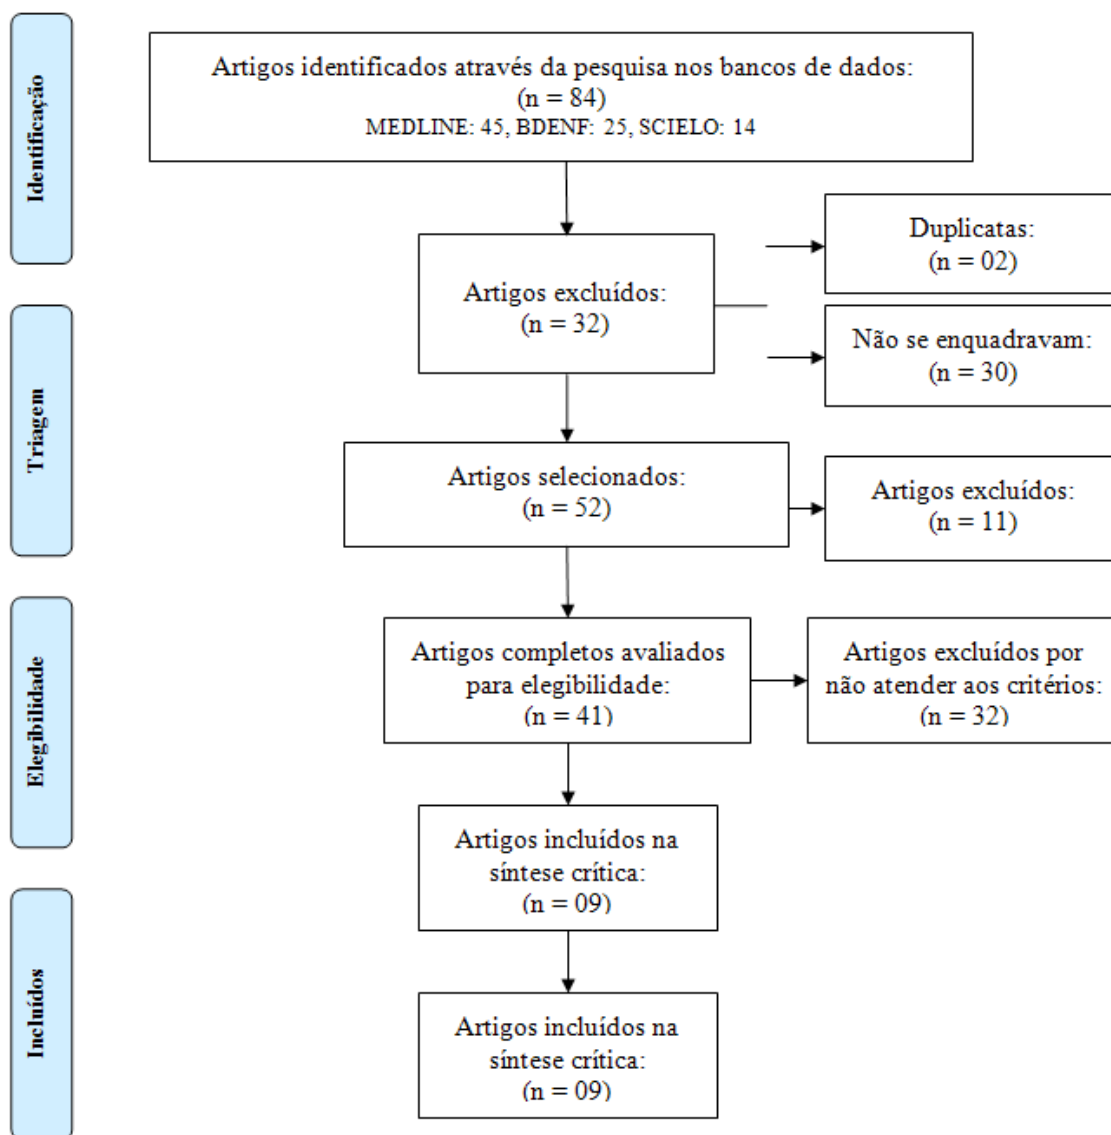 Identificação
Artigos identificados através da pesquisa nos bancos de dados:
(n = 84)
MEDLINE: 45, BDENF: 25, SCIELO: 14
Artigos excluídos:
(n = 32)
Duplicatas:
(n = 02)
Não se enquadravam:
(n = 30)
Triagem
Artigos selecionados:
(n = 52)
Artigos excluídos:
(n = 11)
Elegibilidade
Artigos completos avaliados
para elegibilidade:
(n = 41)
Artigos excluídos por
não atender aos critérios:
(n = 32)
Artigos incluídos na
síntese crítica:
(n = 09)
Incluídos
Artigos incluídos na
síntese crítica:
(n = 09)